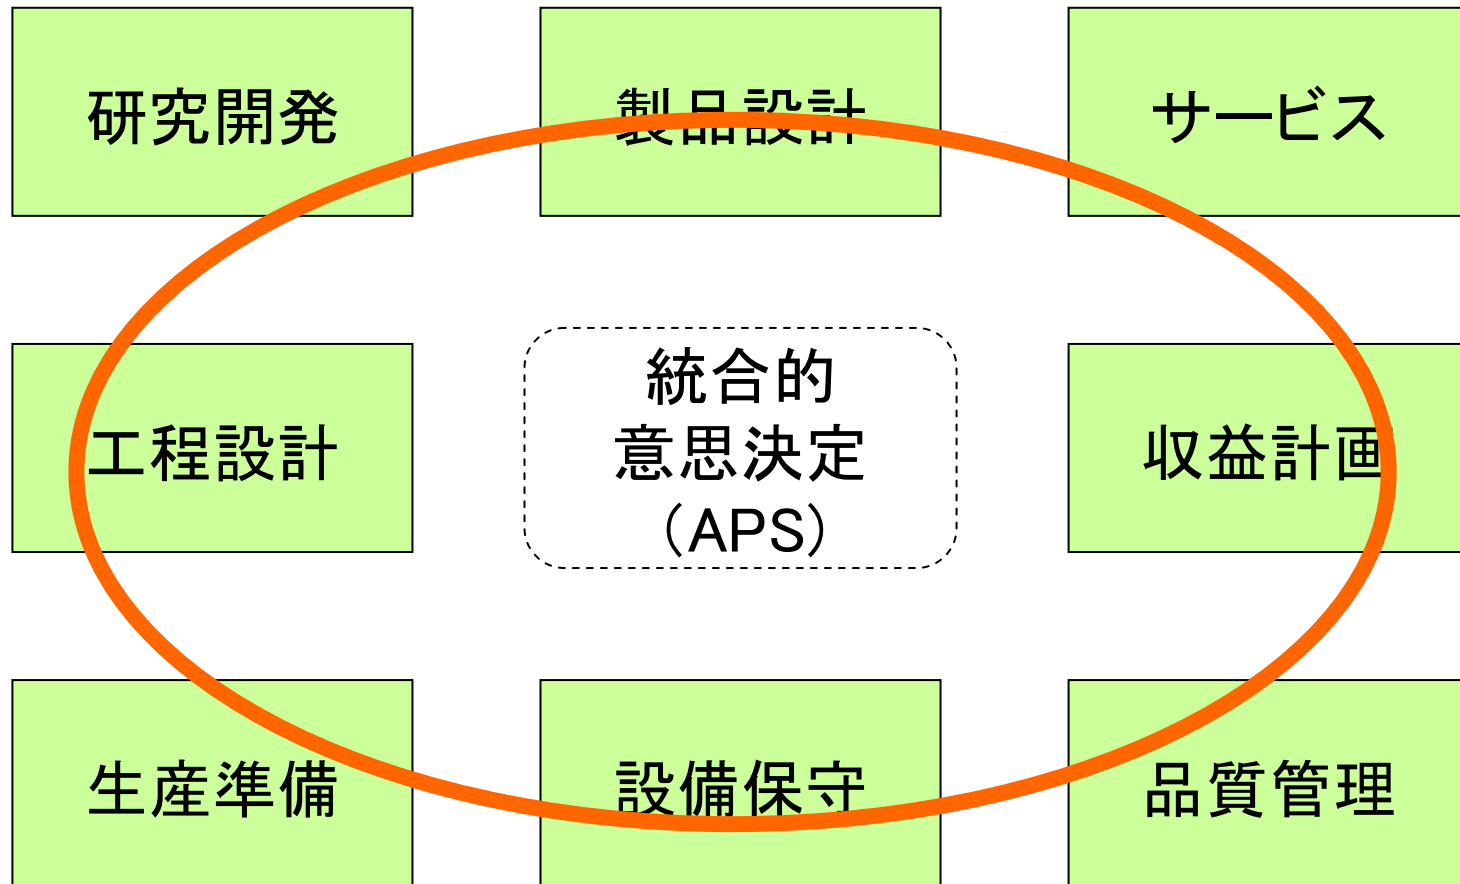 研究開発
製品設計
サービス
工程設計
統合的
意思決定
（APS）
収益計画
生産準備
設備保守
品質管理